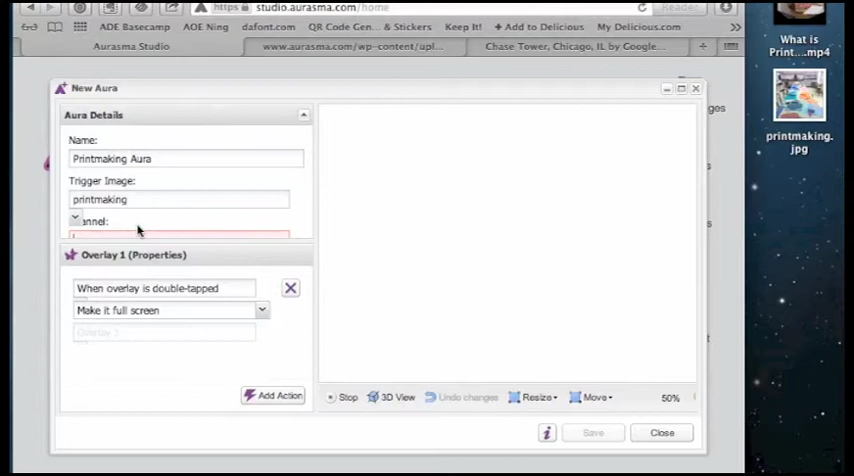 https studio.aurasma.com/home
Reader
ADE Basecamp AOE Ning dafont.com QR Code Gen... & Stickers Keep It! + Add to Delicious My Delicious.com
Aurasma Studio www.aurasma.com/wp-content/upl... Chase Tower, Chicago, IL by Google...
What is
Print ....mp4
printmaking.
jpg
New Aura
Aura Details
Name:
Printmaking Aura
Trigger Image:
printmaking
annel:
Overlay 1 (Properties)
When overlay is double-tapped
Make it full screen
Overlay 1
Add Action
Stop 3D View Undo changes Resize Move 50%
Save Close